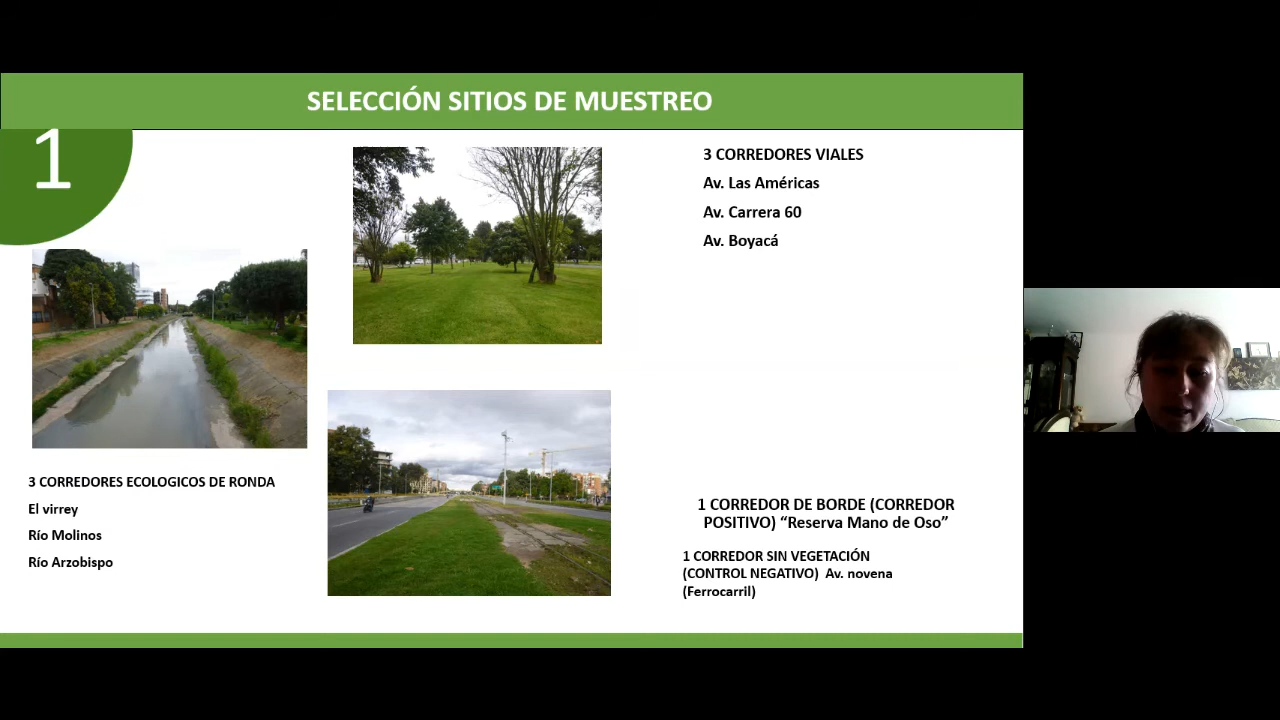 SELECCIÓN SITIOS DE MUESTREO
1
3 CORREDORES VIALES
Av. Las Américas
Av. Carrera 60
Av. Boyacá
3 CORREDORES ECOLOGICOS DE RONDA
El virrey
Río Molinos
Río Arzobispo
1 CORREDOR DE BORDE (CORREDOR
POSITIVO) “Reserva Mano de Oso”
1 CORREDOR SIN VEGETACIÓN
(CONTROL NEGATIVO) Av. novena
(Ferrocarril)